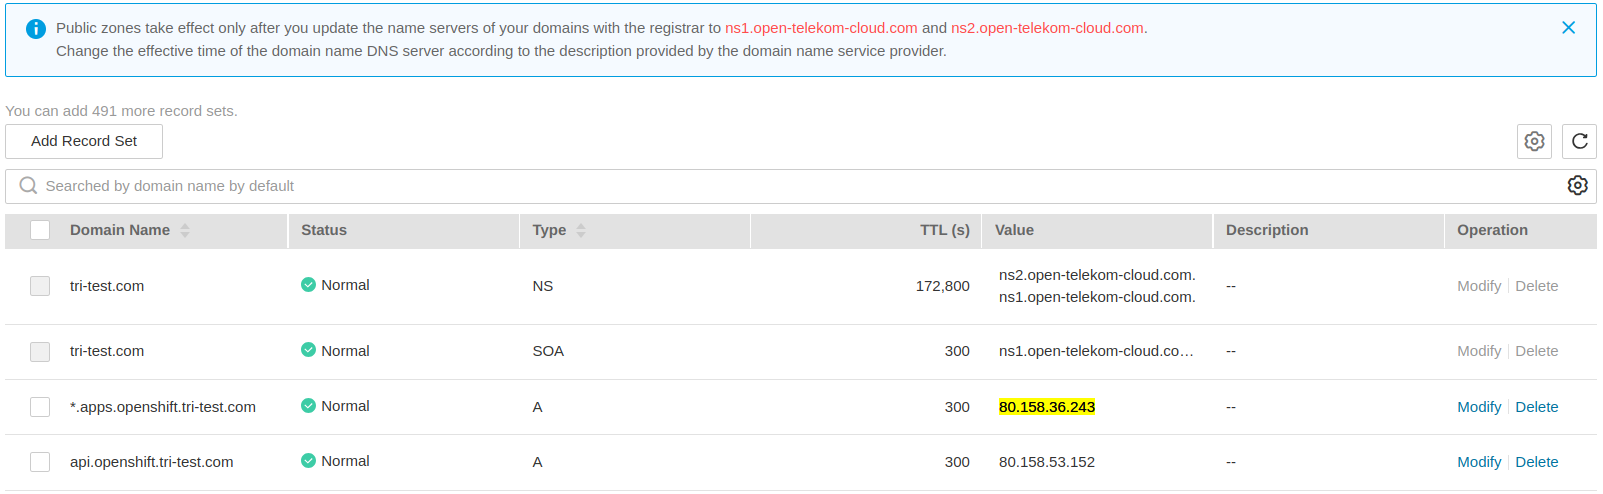 Public zones take effect only after you update the name servers of your domains with the registrar to ns1.open-telekom-cloud.com and ns2.open-telekom-cloud.com.
Change the effective time of the domain name DNS server according to the description provided by the domain name service provider.
You can add 491 more record sets.
Add Record Set
Searched by domain name by default
Domain Name Status Type TTL (s) Value Description Operation
tri-test.com Normal NS 172,800 ns2.open-telekom-cloud.com. -- Modify Delete
ns1.open-telekom-cloud.com.
tri-test.com Normal SOA 300 ns1.open-telekom-cloud.co... -- Modify Delete
*.apps.openshift.tri-test.com Normal A 300 80.158.36.243 -- Modify Delete
api.openshift.tri-test.com Normal A 300 80.158.53.152 -- Modify Delete